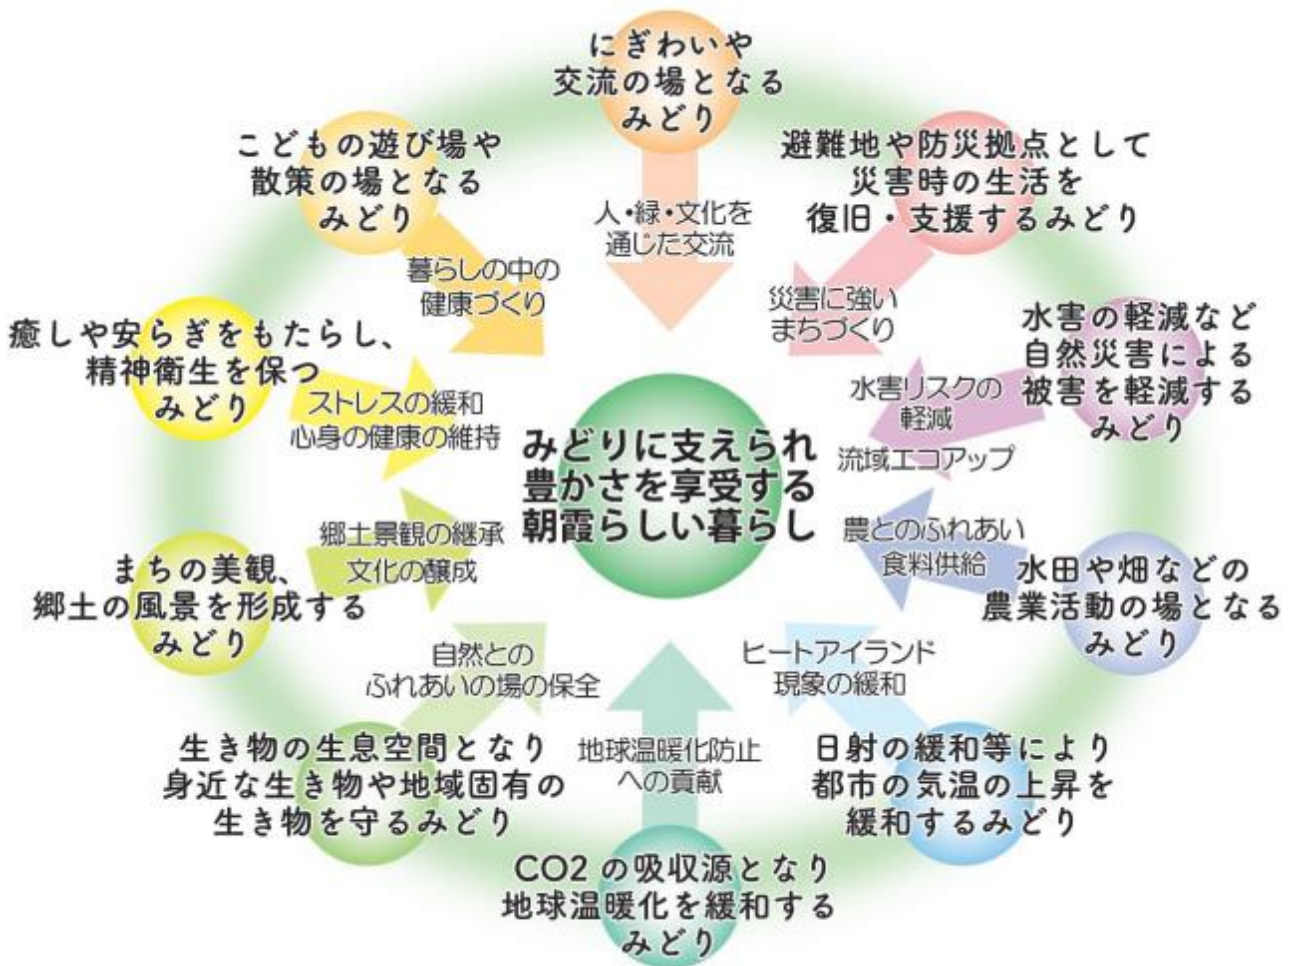 にぎわいや
交流の場となる
みどり
人・緑・文化を
通じた交流
避難地や防災拠点として
災害時の生活を
復旧・支援するみどり
災害に強い
まちづくり
水害の軽減など
自然災害による
被害を軽減する
みどり
水害リスクの
軽減
流域エコアップ
水田や畑などの
農業活動の場となる
みどり
農とのふれあい
食料供給
日射の緩和等により
都市の気温の上昇を
緩和するみどり
ヒートアイランド
現象の緩和
CO2 の吸収源となり
地球温暖化を緩和する
みどり
地球温暖化防止
への貢献
生き物の生息空間となり
身近な生き物や地域固有の
生き物を守るみどり
自然との
ふれあいの場の保全
まちの美観、
郷土の風景を形成する
みどり
郷土景観の継承
文化の醸成
癒しや安らぎをもたらし、
精神衛生を保つ
みどり
ストレスの緩和
心身の健康の維持
こどもの遊び場や
散策の場となる
みどり
暮らしの中の
健康づくり
みどりに支えられ
豊かさを享受する
朝霞らしい暮らし